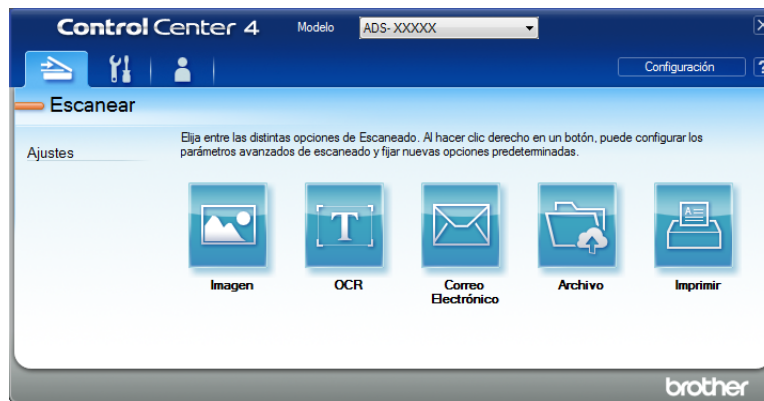 Control Center 4
Modelo
ADS- XXXXX
Configuración
?
Escanear
Ajustes
Elija entre las distintas opciones de Escaneado. Al hacer clic derecho en un botón, puede configurar los
parámetros avanzados de escaneado y fijar nuevas opciones predeterminadas.
T
Imagen
OCR
Correo
Electrónico
Archivo
Imprimir
brother